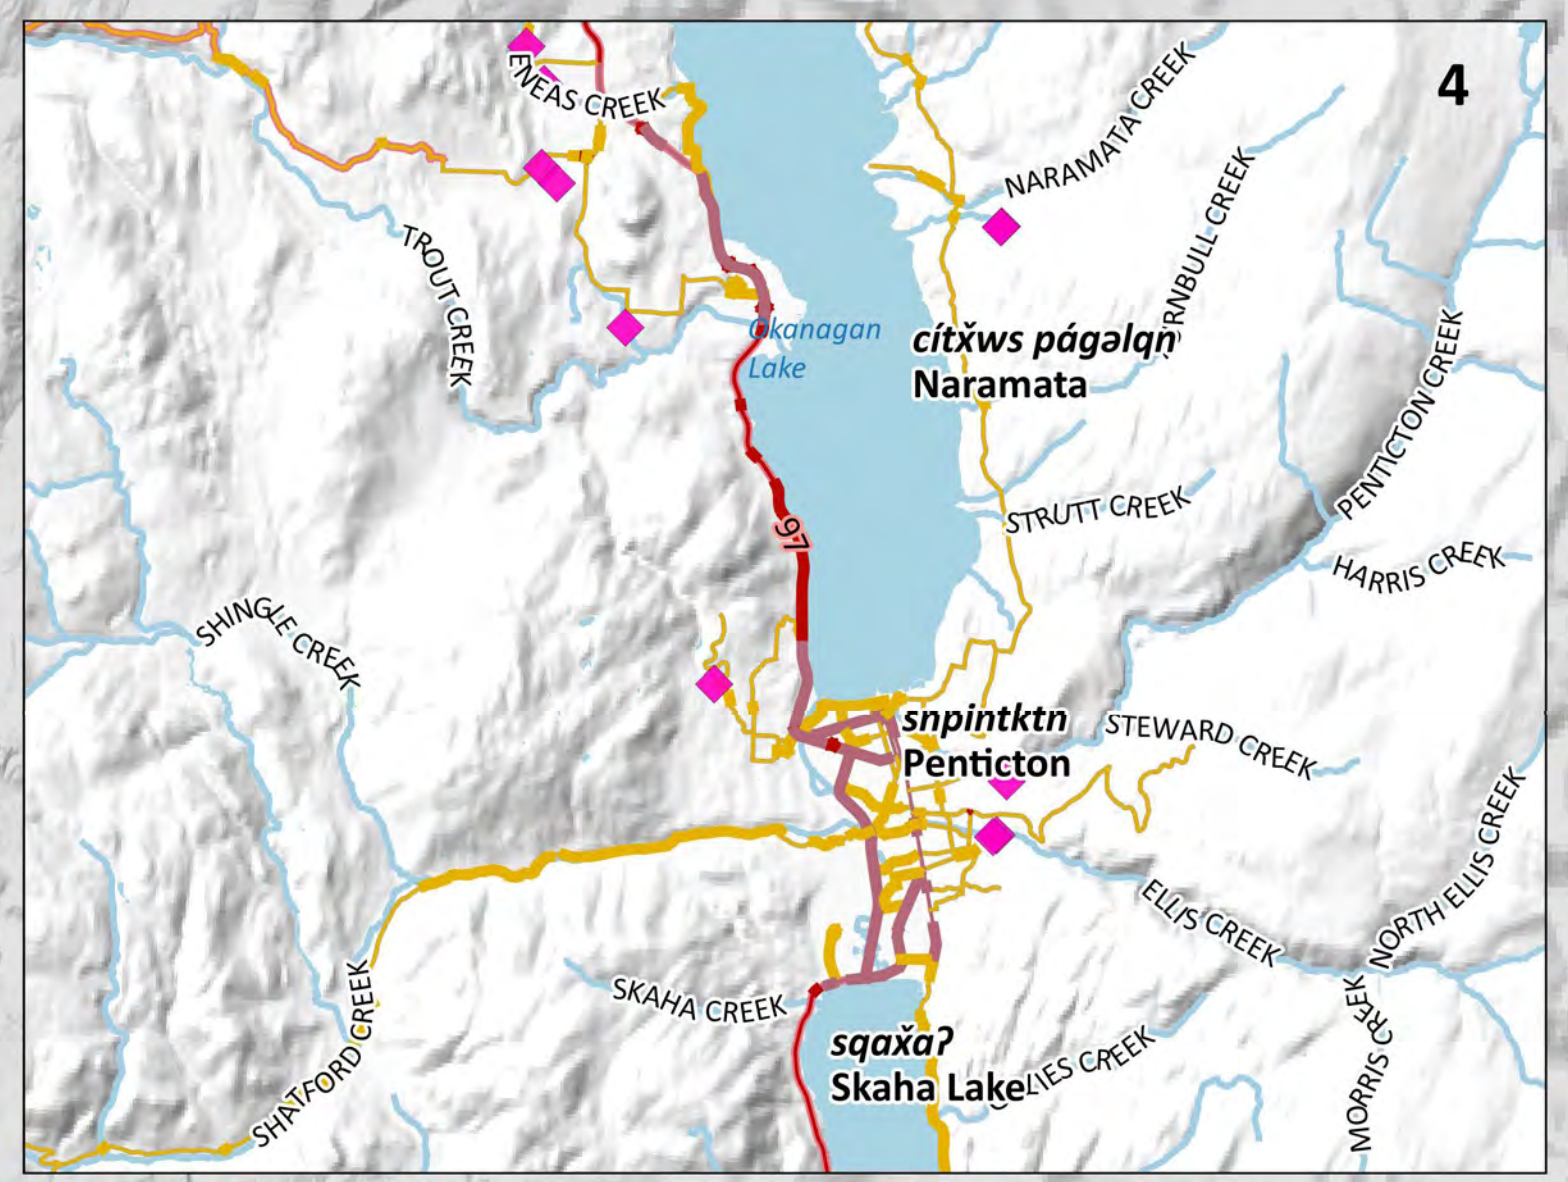 4
ENEAS CREEK
NARAMATA CREEK
TROUT CREEK
Okanagan
Lake
cítx̌ws págəlqn
Naramata
PENTICTON CREEK
97
STRUTT CREEK
HARRIS CREEK
SHINGLE CREEK
snpintktn
Penticton
STEWARD CREEK
ELLIS CREEK
NORTH ELLIS CREEK
SKAHA CREEK
SHATFORD CREEK
sqax̌aʔ
Skaha Lake
CREEK
MORRIS CREEK